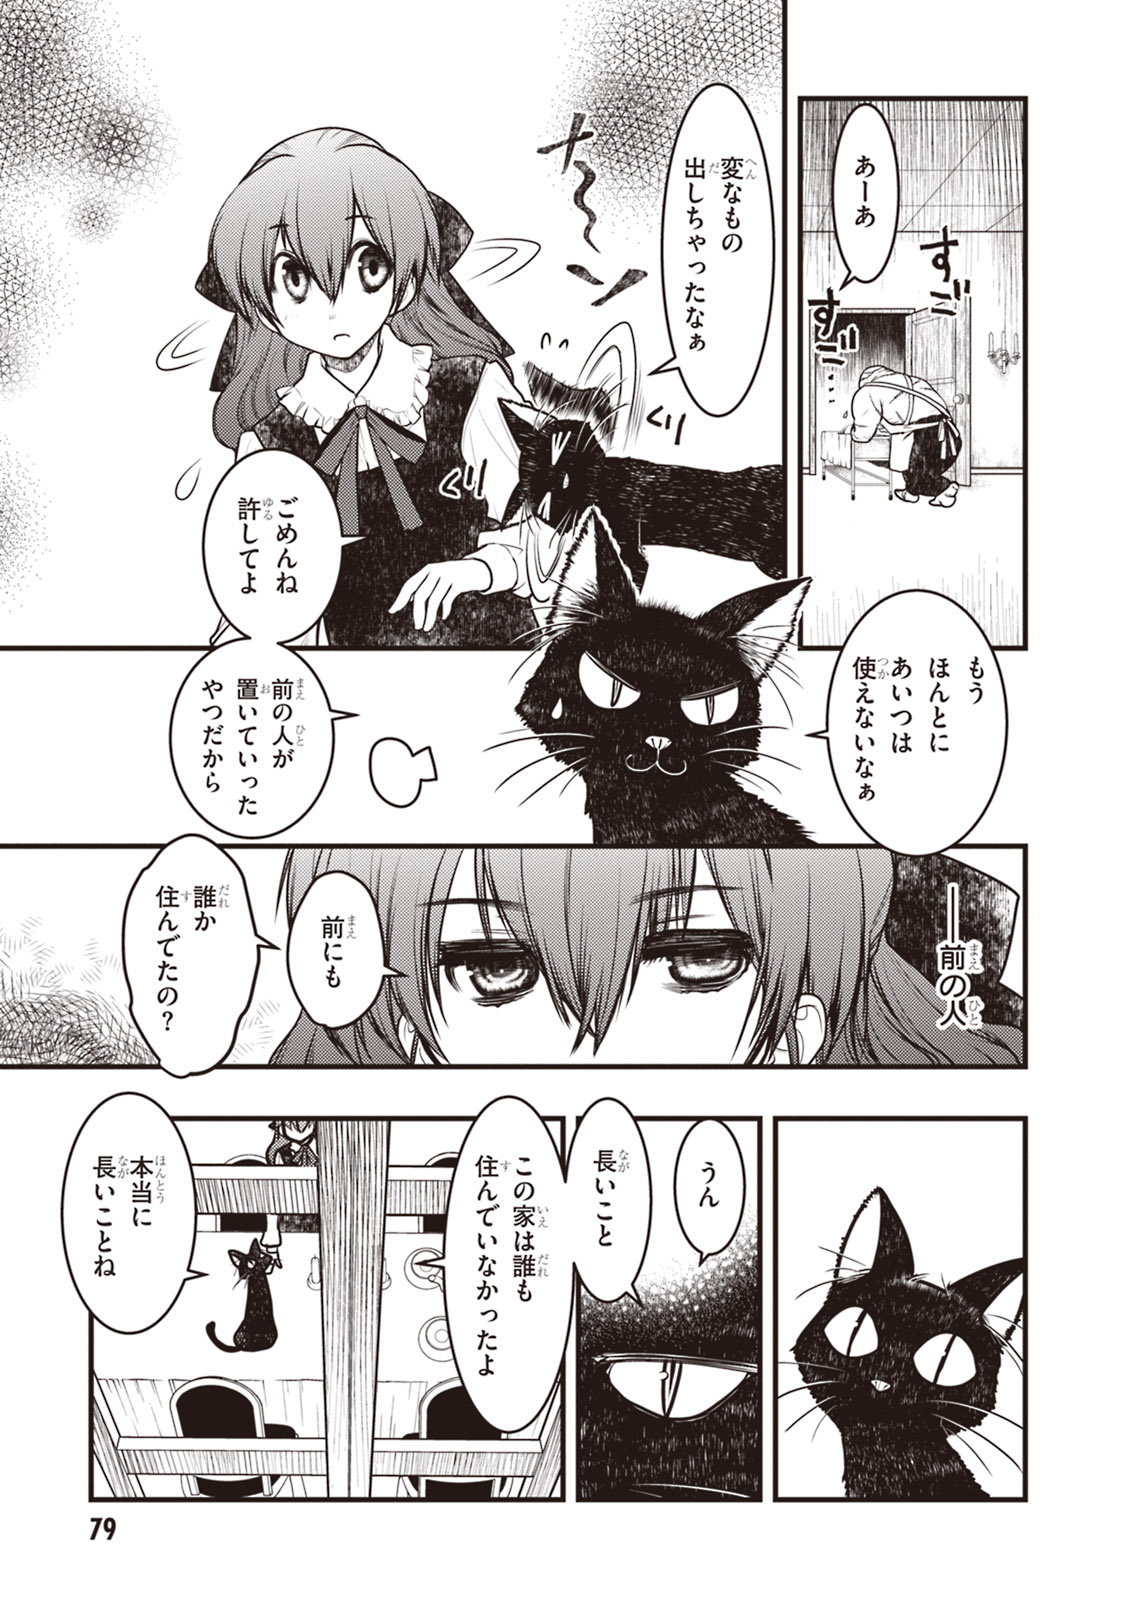 あーあ
すご
すご…
変なもの
出しちゃったなぁ
ナ〜〜
ぐい
ぐい
ごめんね
許してよ
もう
ほんとに
あいつは
使えないなぁ
前の人が
置いていった
やつだから
──前の人
前にも
誰か
住んでたの?
うん
長いこと
この家は誰も
住んでいなかったよ
本当に
長いことね
79